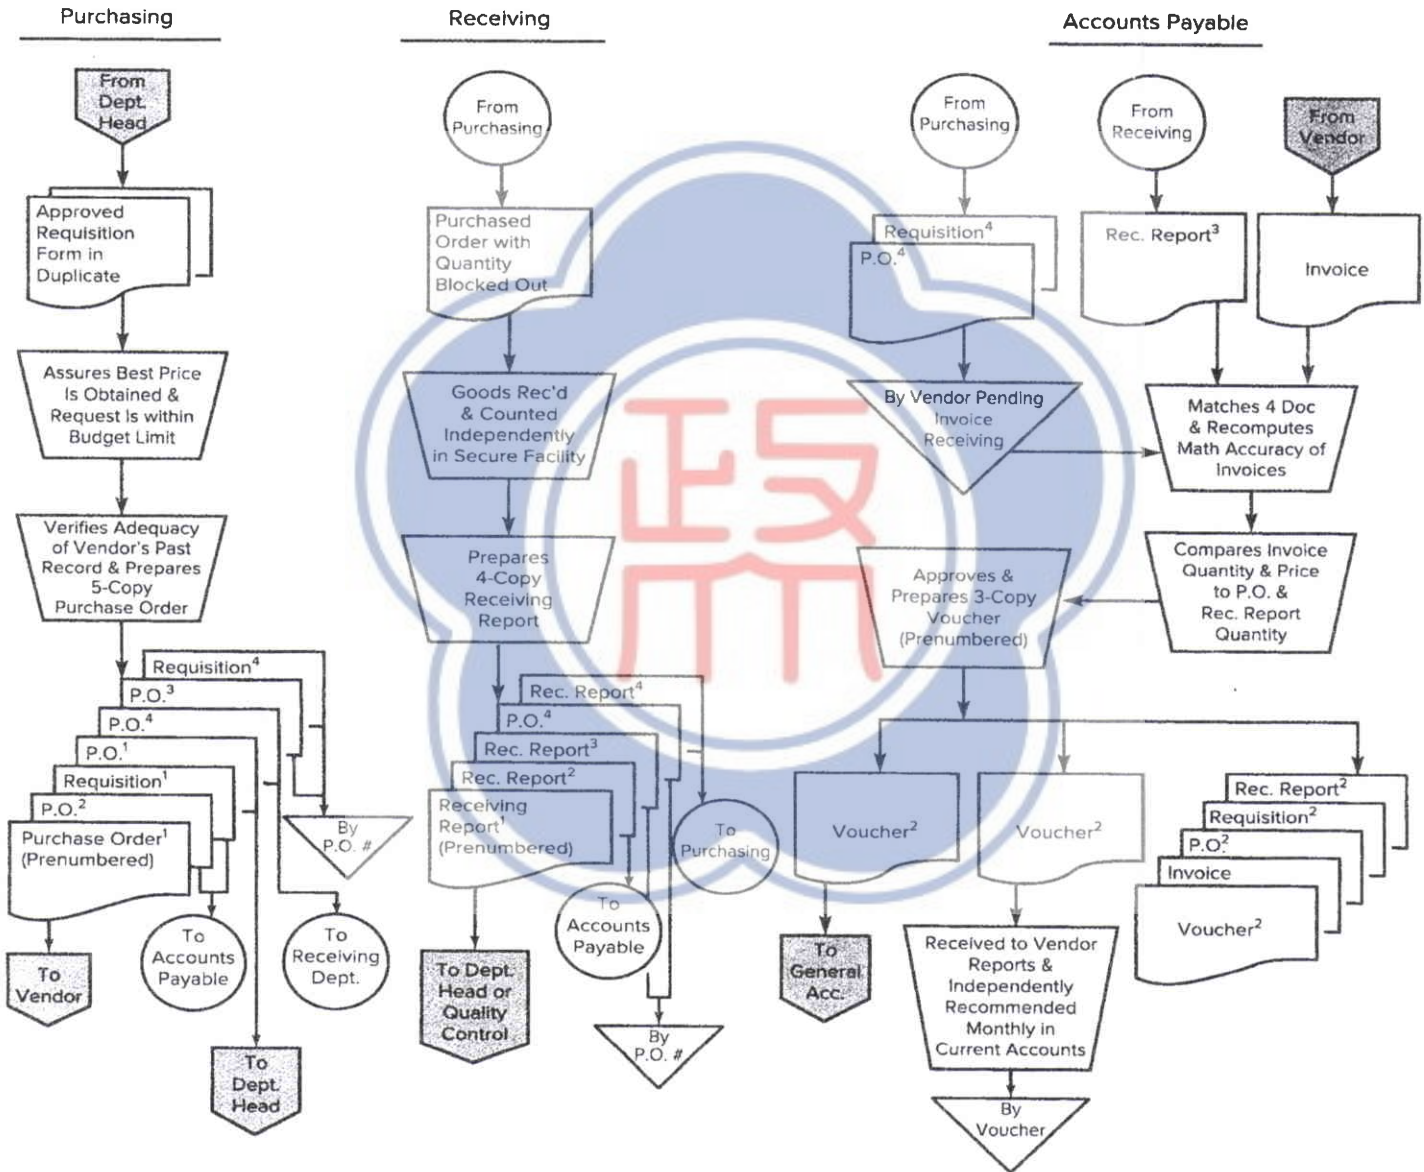 Purchasing
From
Dept.
Head
Approved
Requisition
Form in
Duplicate
Assures Best Price
Is Obtained &
Request Is within
Budget Limit
Verifies Adequacy
of Vendor's Past
Record & Prepares
5-Copy
Purchase Order
Requisition⁴
P.O.³
P.O.⁴
P.O.¹
Requisition¹
P.O.²
Purchase Order¹
(Prenumbered)
By
P.O. #
To
Vendor
To
Accounts
Payable
To
Receiving
Dept.
To
Dept.
Head
Receiving
From
Purchasing
Purchased
Order with
Quantity
Blocked Out
Goods Rec'd
& Counted
Independently
in Secure Facility
Prepares
4-Copy
Receiving
Report
Rec. Report⁴
P.O.⁴
Rec. Report³
Rec. Report²
Receiving
Report¹
(Prenumbered)
To
Purchasing
To
Accounts
Payable
To Dept.
Head or
Quality
Control
By
P.O. #
Accounts Payable
From
Purchasing
From
Receiving
From
Vendor
Requisition⁴
P.O.⁴
Rec. Report³
Invoice
By Vendor Pending
Invoice
Receiving
Matches 4 Doc
& Recomputes
Math Accuracy of
Invoices
Compares Invoice
Quantity & Price
to P.O. &
Rec. Report
Quantity
Approves &
Prepares 3-Copy
Voucher
(Prenumbered)
Voucher²
Voucher²
Rec. Report²
Requisition²
P.O.²
Invoice
Voucher²
To
General
Acc.
Received to Vendor
Reports &
Independently
Recommended
Monthly in
Current Accounts
By
Voucher
政